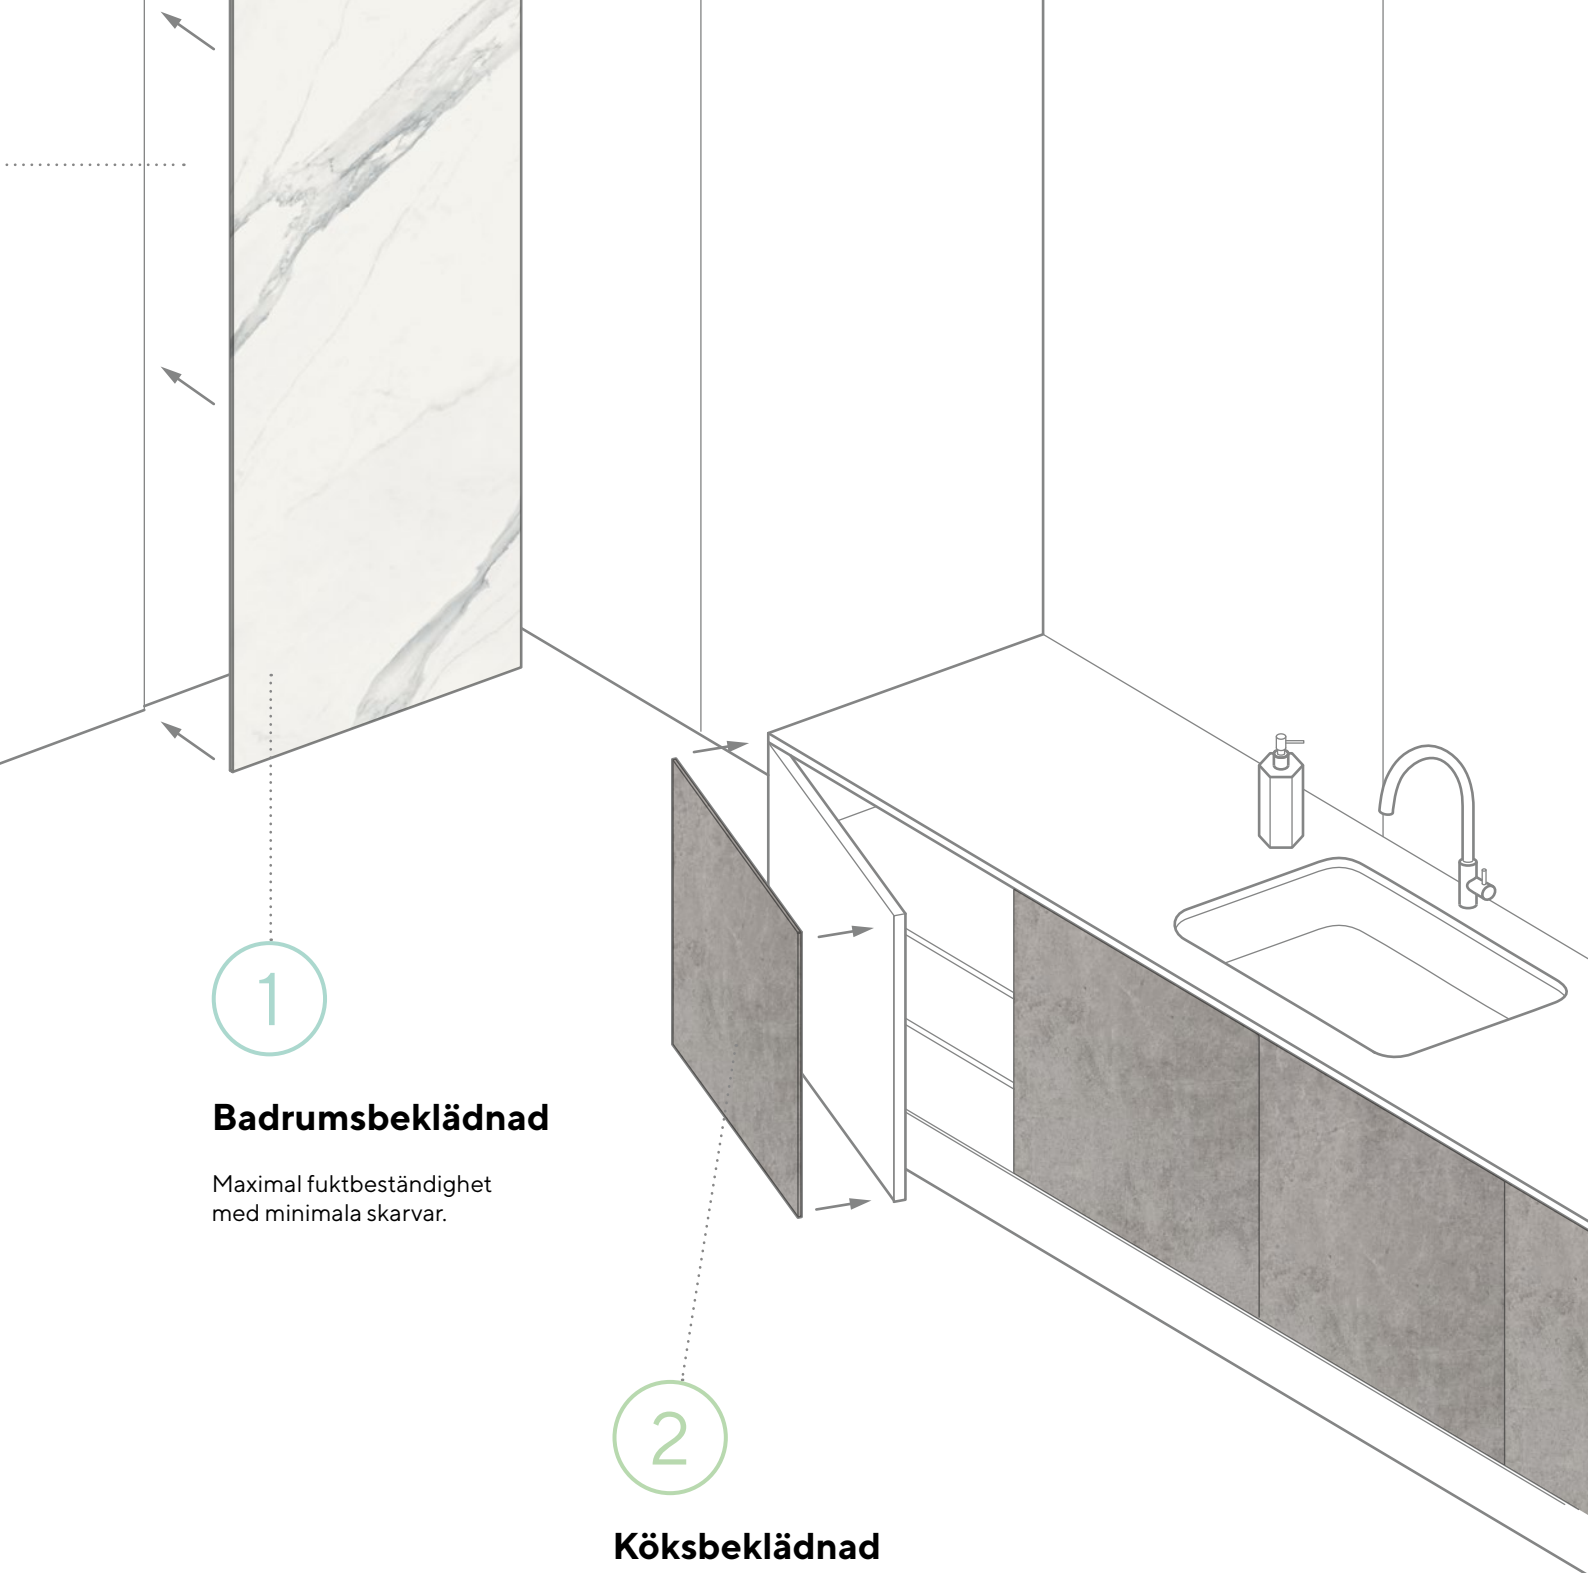 1
Badrumsbeklädnad
Maximal fuktbeständighet
med minimala skarvar.
2
Köksbeklädnad